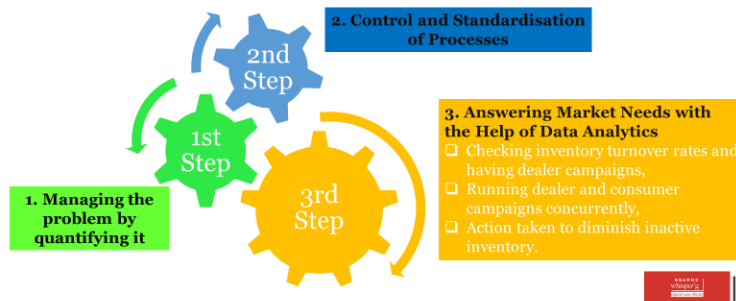 2. Control and Standardisation
of Processes
2nd
Step
1st
Step
3rd
Step
1. Managing the
problem by
quantifying it
3. Answering Market Needs with
the Help of Data Analytics
❑ Checking inventory turnover rates and
having dealer campaigns,
❑ Running dealer and consumer
campaigns concurrently,
❑ Action taken to diminish inactive
inventory.
BRANDS
whisper'g